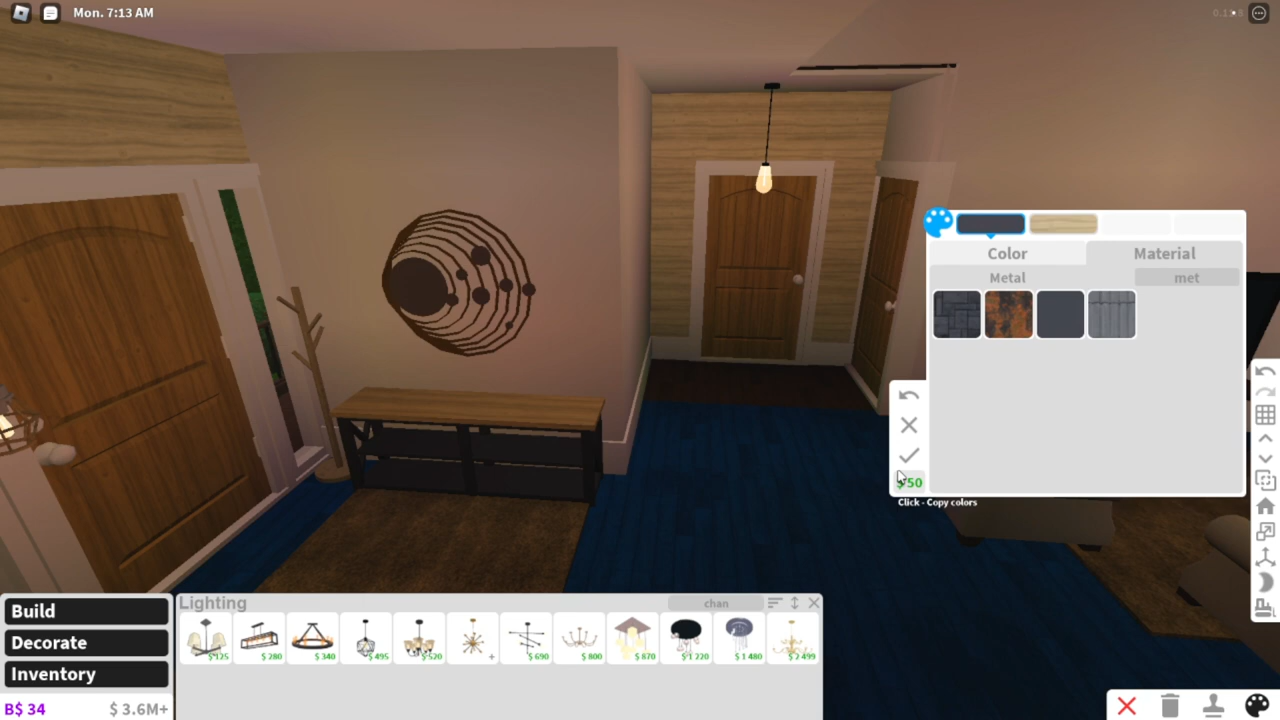 Mon. 7:13 AM
Color
Material
Metal
met
$ 50
Click - Copy colors
Build
Decorate
Inventory
B$ 34
$ 3.6M+
Lighting
chan
$ 125
$ 280
$ 340
$ 495
$ 520
+
$ 690
$ 800
$ 870
$ 1 220
$ 1 480
$ 2 499